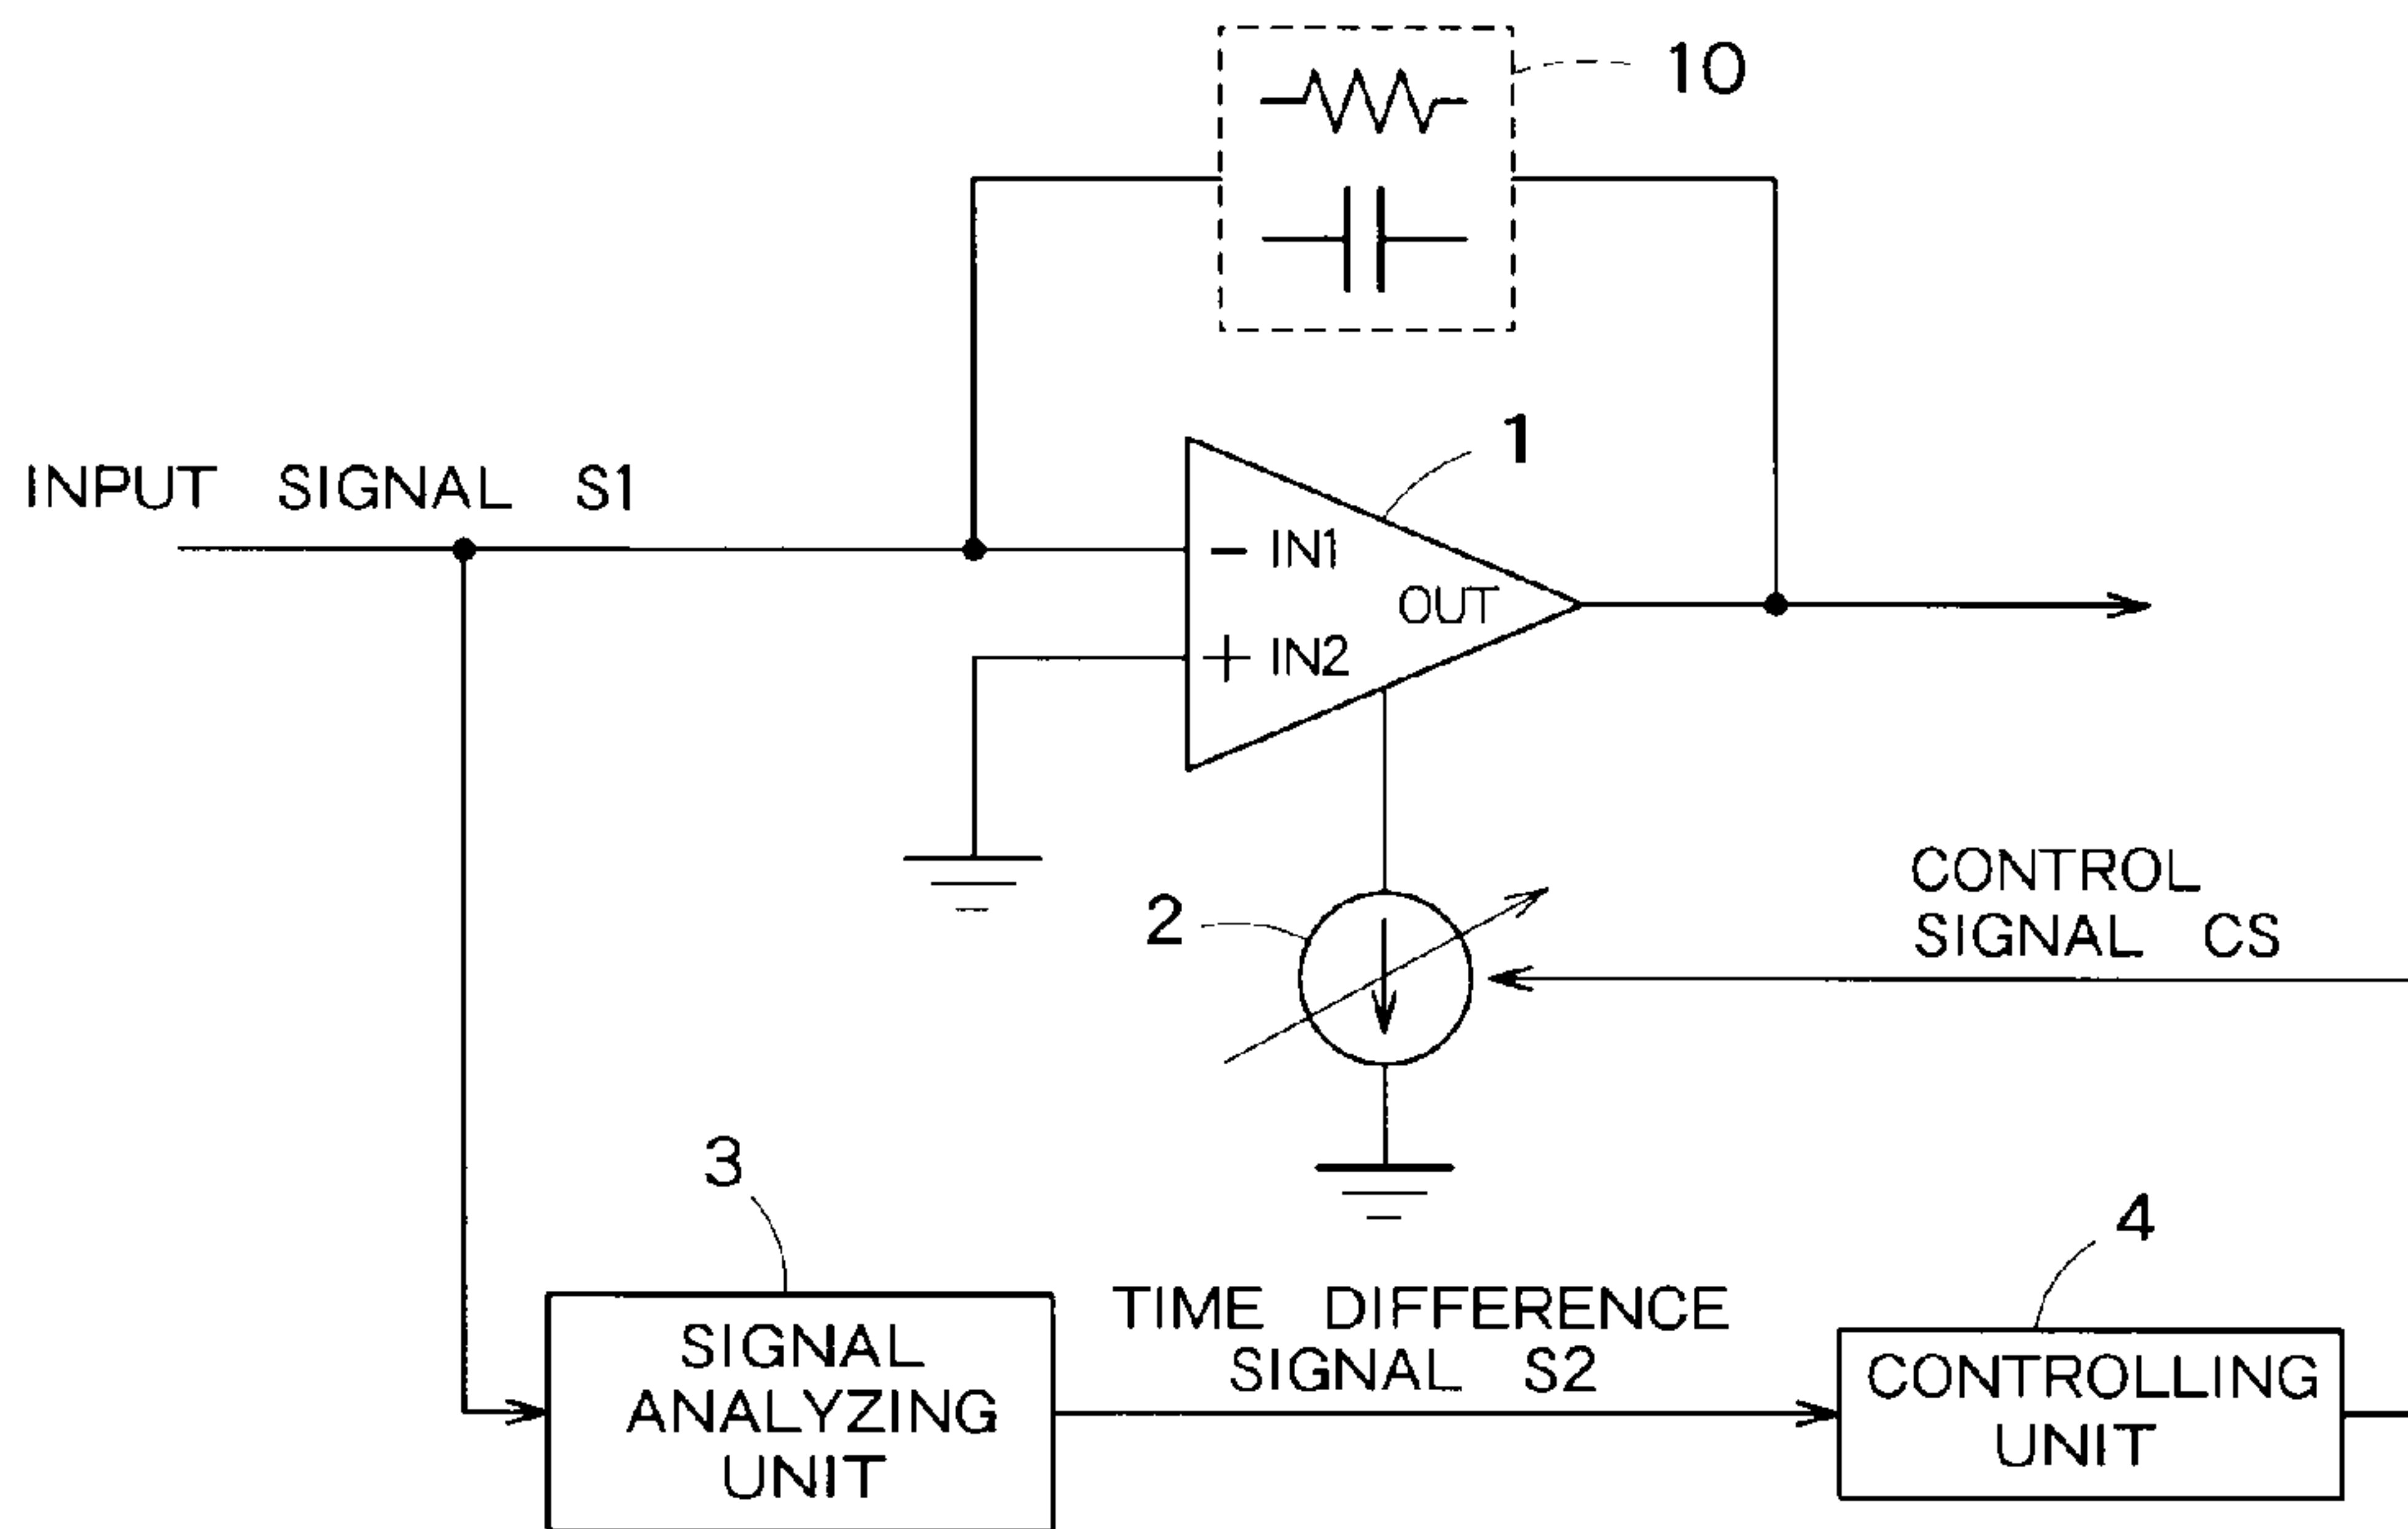 10
1
INPUT SIGNAL S1
− IN1
OUT
+ IN2
CONTROL
SIGNAL CS
2
3
4
TIME DIFFERENCE
SIGNAL S2
SIGNAL
ANALYZING
UNIT
CONTROLLING
UNIT